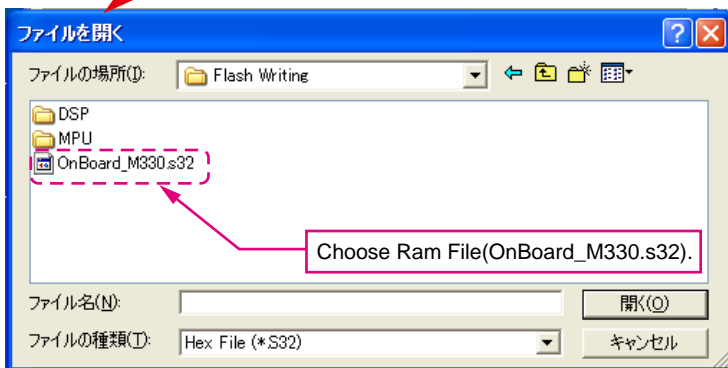 ファイルを開く
ファイルの場所(I):
Flash Writing
DSP
MPU
OnBoard_M330.s32
Choose Ram File(OnBoard_M330.s32).
ファイル名(N):
開く(O)
ファイルの種類(T):
Hex File (*.S32)
キャンセル